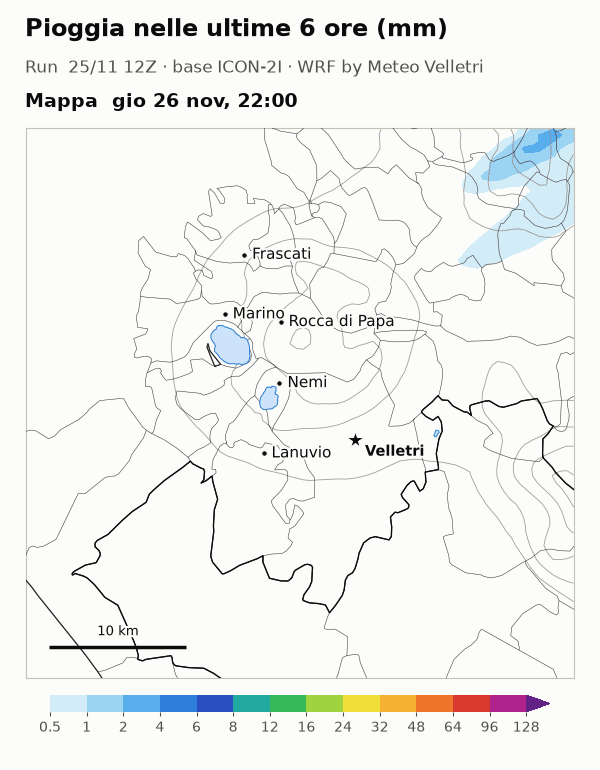 Pioggia nelle ultime 6 ore (mm)
Run  25/11 12Z · base ICON-2I · WRF by Meteo Velletri
Mappa  gio 26 nov, 22:00
Frascati
Marino
Rocca di Papa
Nemi
Lanuvio
Velletri
10 km
0.5 1 2 4 6 8 12 16 24 32 48 64 96 128